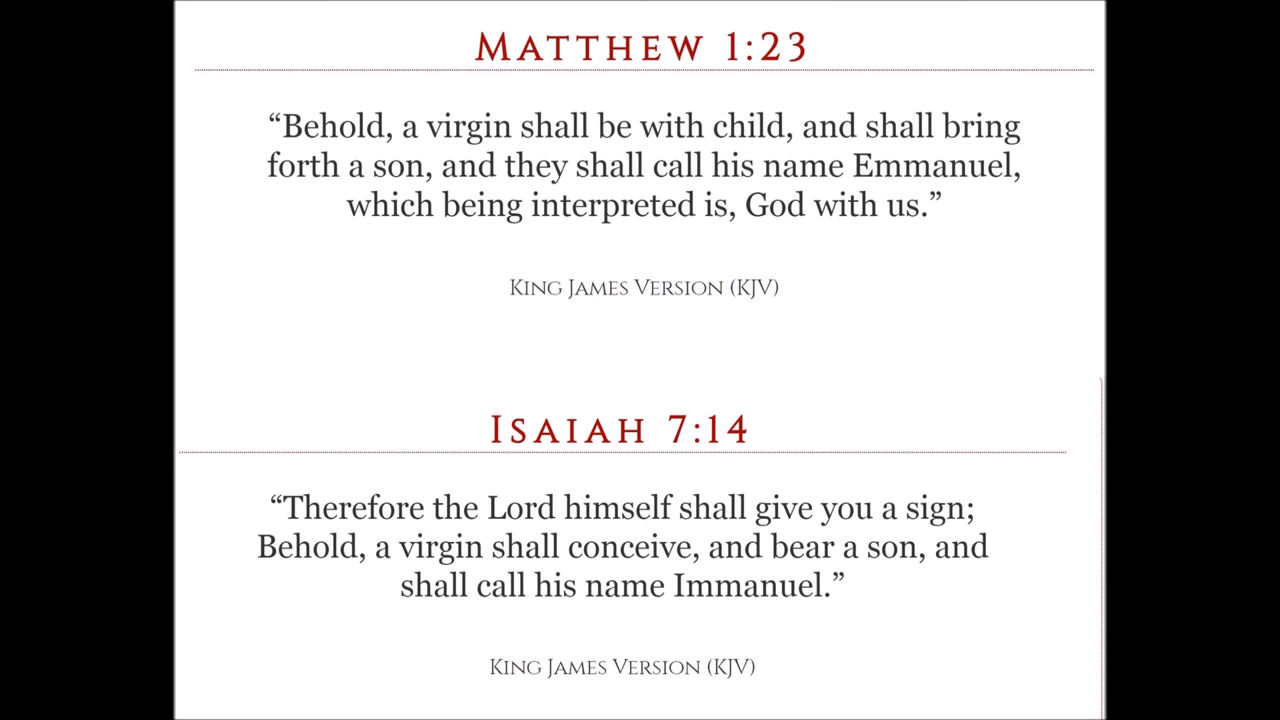 MATTHEW 1:23
“Behold, a virgin shall be with child, and shall bring
forth a son, and they shall call his name Emmanuel,
which being interpreted is, God with us.”
KING JAMES VERSION (KJV)
ISAIAH 7:14
“Therefore the Lord himself shall give you a sign;
Behold, a virgin shall conceive, and bear a son, and
shall call his name Immanuel.”
KING JAMES VERSION (KJV)